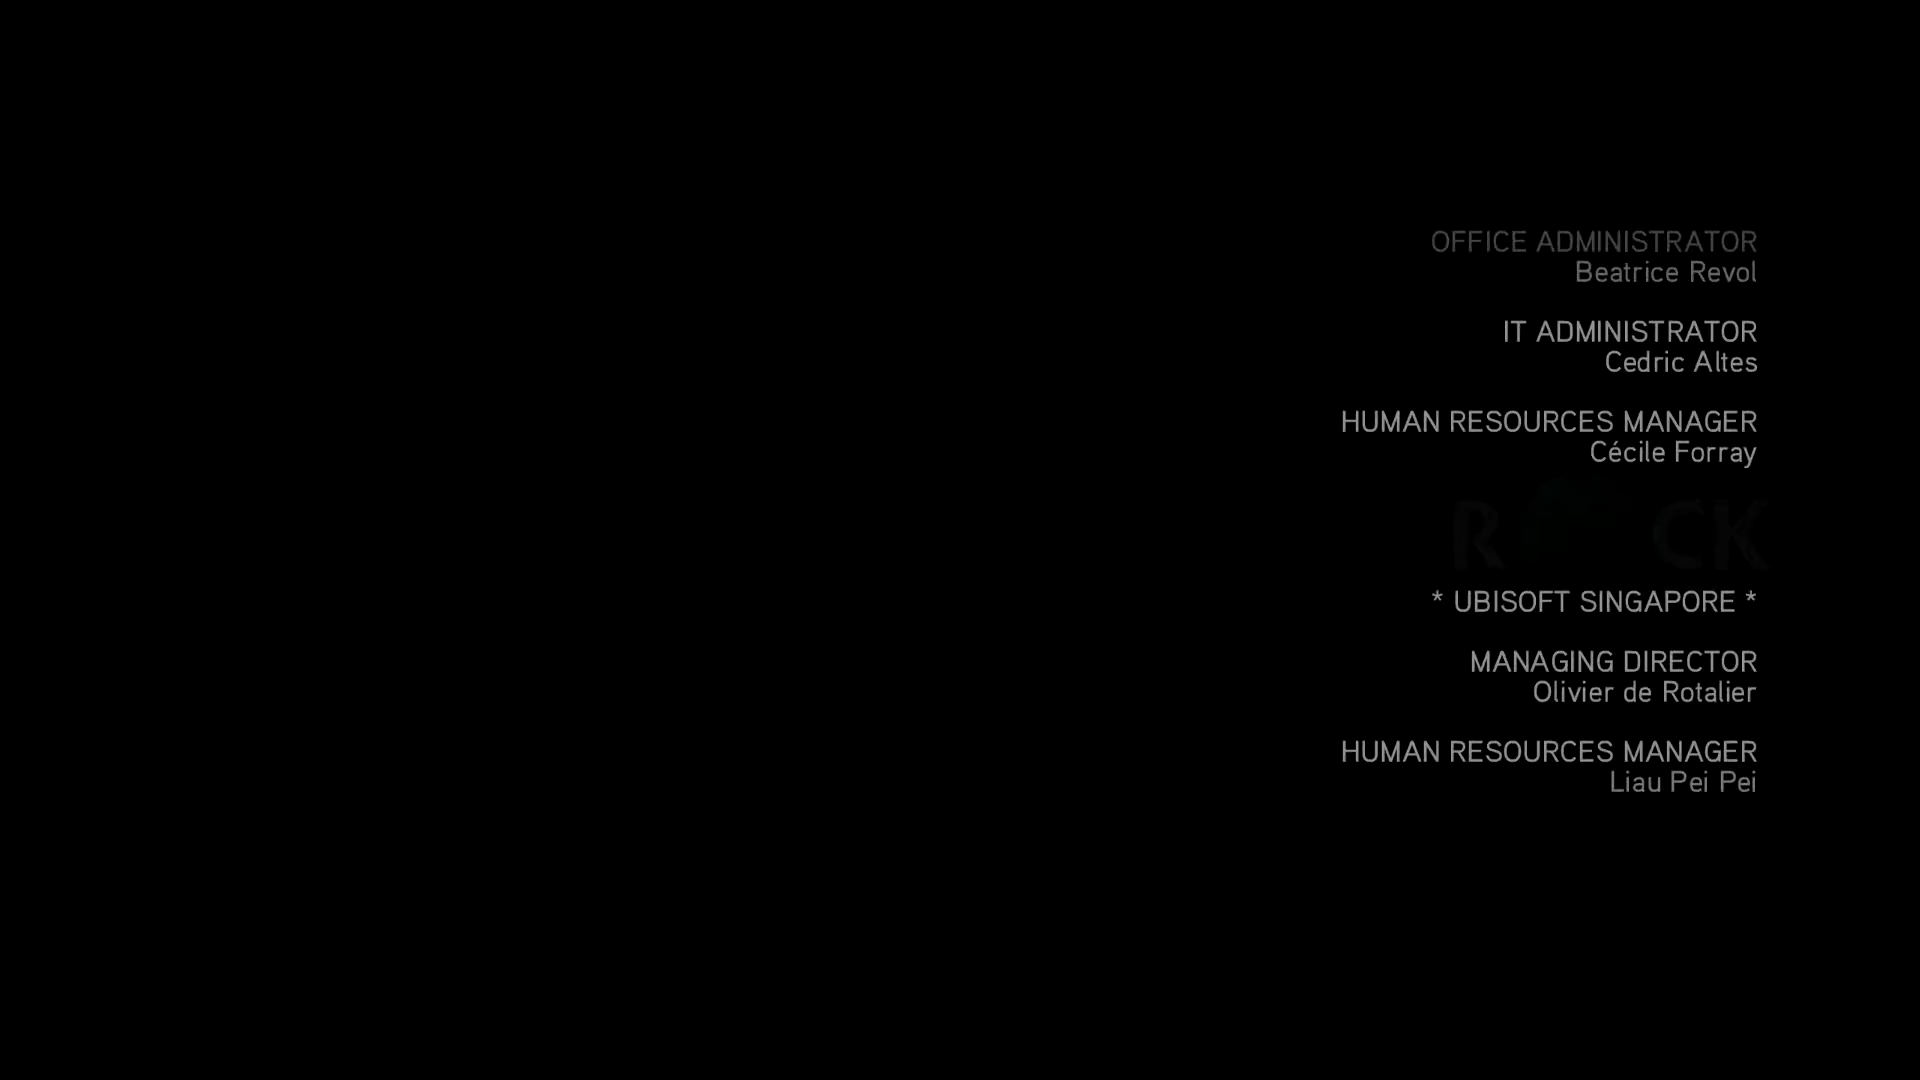 OFFICE ADMINISTRATOR
Beatrice Revol
IT ADMINISTRATOR
Cedric Altes
HUMAN RESOURCES MANAGER
Cécile Forray
R CK
* UBISOFT SINGAPORE *
MANAGING DIRECTOR
Olivier de Rotalier
HUMAN RESOURCES MANAGER
Liau Pei Pei